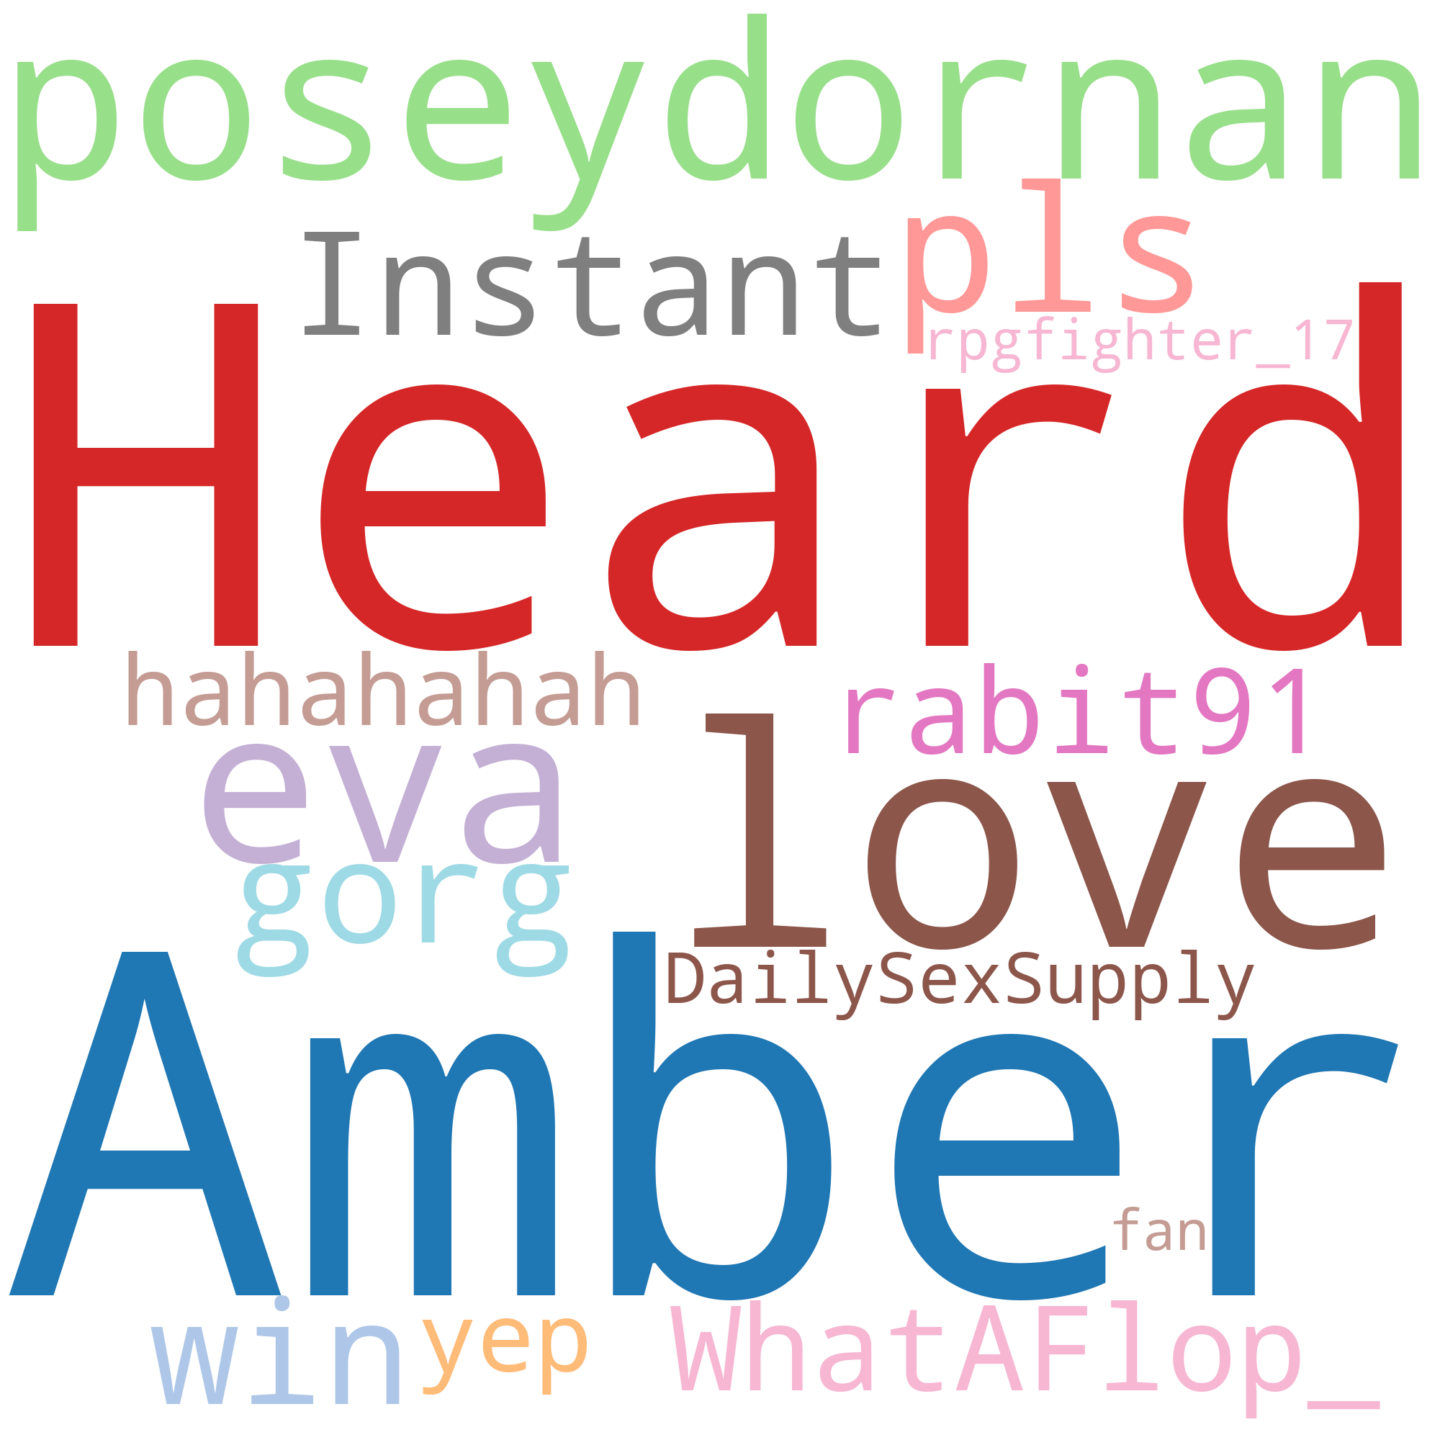 poseydornan
Instant pls
rpgfighter_17
Heard
hahahahah rabit91
eva love
gorg
DailySexSupply
Amber
fan
win yep WhatAFlop_